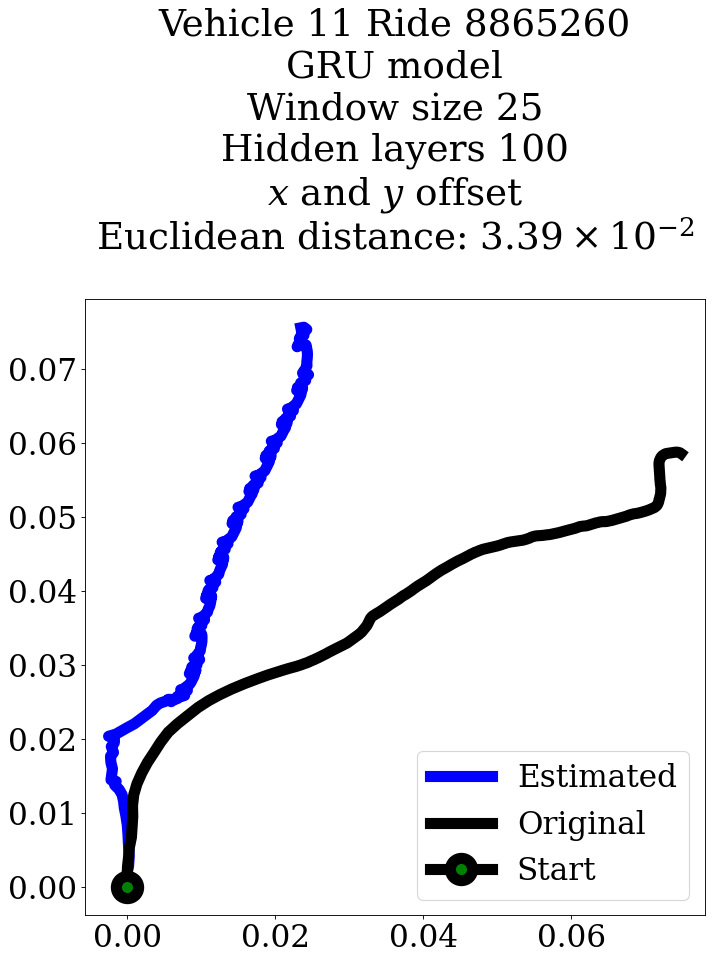 Vehicle 11 Ride 8865260
GRU model
Window size 25
Hidden layers 100
x and y offset
Euclidean distance: 3.39 × 10⁻²
0.07
0.06
0.05
0.04
0.03
0.02
0.01
0.00
Estimated
Original
Start
0.00 0.02 0.04 0.06